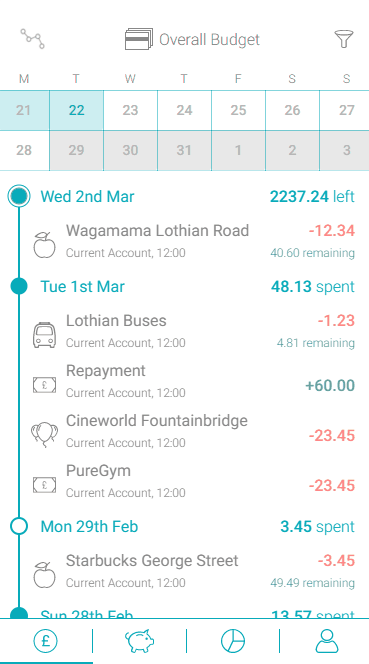 Overall Budget
M T W T F S S
21 22 23 24 25 26 27
28 29 30 31 1 2 3
Wed 2nd Mar 2237.24 left
Wagamama Lothian Road -12.34
Current Account, 12:00 40.60 remaining
Tue 1st Mar 48.13 spent
Lothian Buses -1.23
Current Account, 12:00 4.81 remaining
Repayment
£ +60.00
Current Account, 12:00
Cineworld Fountainbridge
-23.45
Current Account, 12:00
PureGym
£ -23.45
Current Account, 12:00
Mon 29th Feb 3.45 spent
Starbucks George Street -3.45
Current Account, 12:00 49.49 remaining
Sun 28th Feb 13.57 spent
£